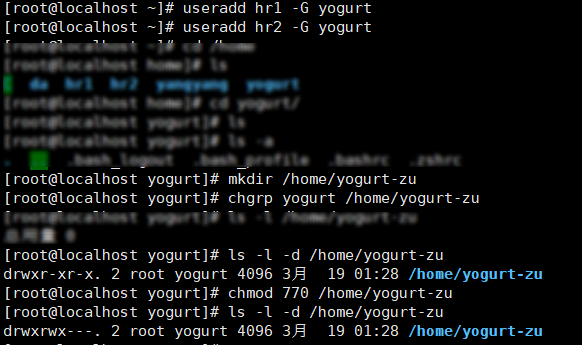 [root@localhost ~]# useradd hr1 -G yogurt
[root@localhost ~]# useradd hr2 -G yogurt
[root@localhost ~]# cd /home
[root@localhost home]# ls
da hr1 hr2 yangyang yogurt
[root@localhost home]# cd yogurt/
[root@localhost yogurt]# ls
[root@localhost yogurt]# ls -a
. .bash_logout .bash_profile .bashrc .zshrc
[root@localhost yogurt]# mkdir /home/yogurt-zu
[root@localhost yogurt]# chgrp yogurt /home/yogurt-zu
[root@localhost yogurt]# ls -l /home/yogurt-zu
总用量 0
[root@localhost yogurt]# ls -l -d /home/yogurt-zu
drwxr-xr-x. 2 root yogurt 4096 3月  19 01:28 /home/yogurt-zu
[root@localhost yogurt]# chmod 770 /home/yogurt-zu
[root@localhost yogurt]# ls -l -d /home/yogurt-zu
drwxrwx---. 2 root yogurt 4096 3月  19 01:28 /home/yogurt-zu